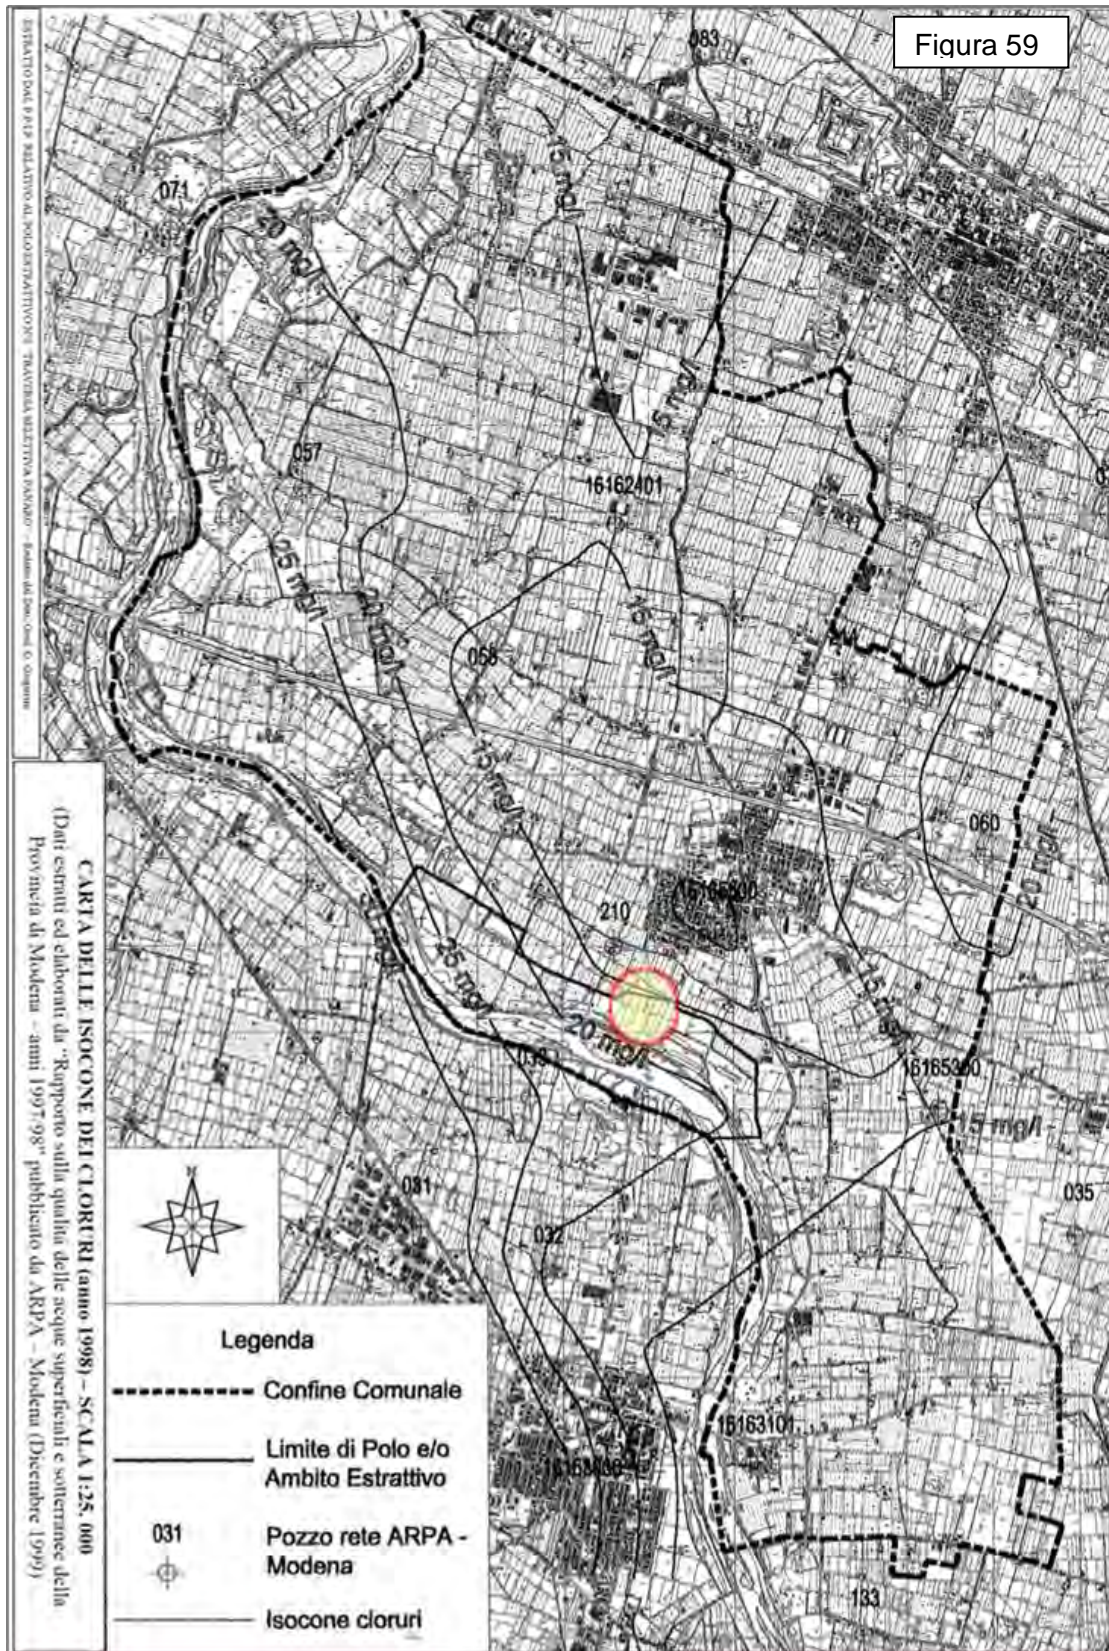 Figura 59
083
15 mg/l
071
20 mg/l
15 mg/l
057
16162401
25 mg/l
20 mg/l
15 mg/l
058
15 mg/l
060
20 mg/l
210
25 mg/l
15 mg/l
20 mg/l
16165300
15 mg/l
031
035
032
16163101
133
CARTA DELLE ISOCONE DEI CLORURI (anno 1998) – SCALA 1:25. 000
(Dati estratti ed elaborati da "Rapporto sulla qualità delle acque superficiali e sotterranee della
Provincia di Modena – anni 1997-98" pubblicato da ARPA – Modena (Dicembre 1999)
N
Legenda
Confine Comunale
Limite di Polo e/o
Ambito Estrattivo
031
Pozzo rete ARPA -
Modena
Isocone cloruri